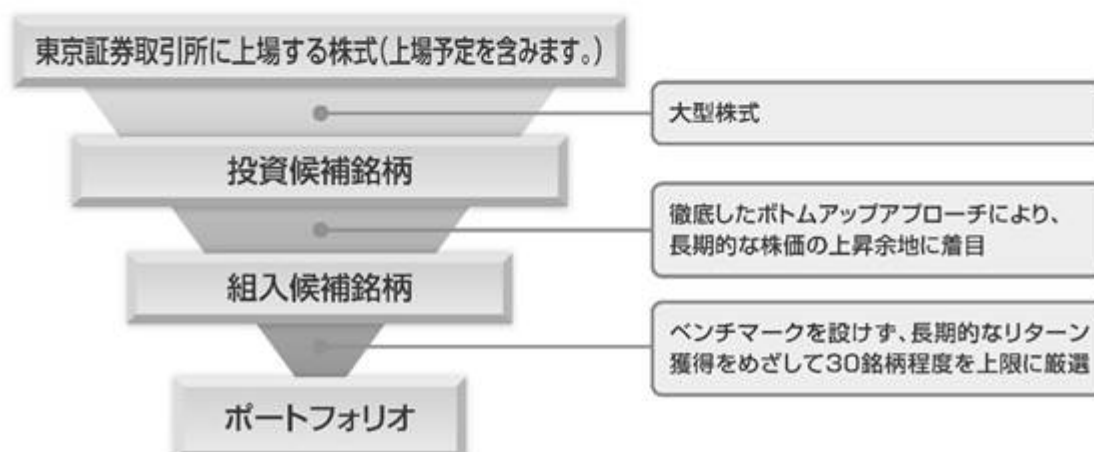 東京証券取引所に上場する株式(上場予定を含みます。)
大型株式
投資候補銘柄
徹底したボトムアップアプローチにより、
長期的な株価の上昇余地に着目
組入候補銘柄
ベンチマークを設けず、長期的なリターン
獲得をめざして30銘柄程度を上限に厳選
ポートフォリオ